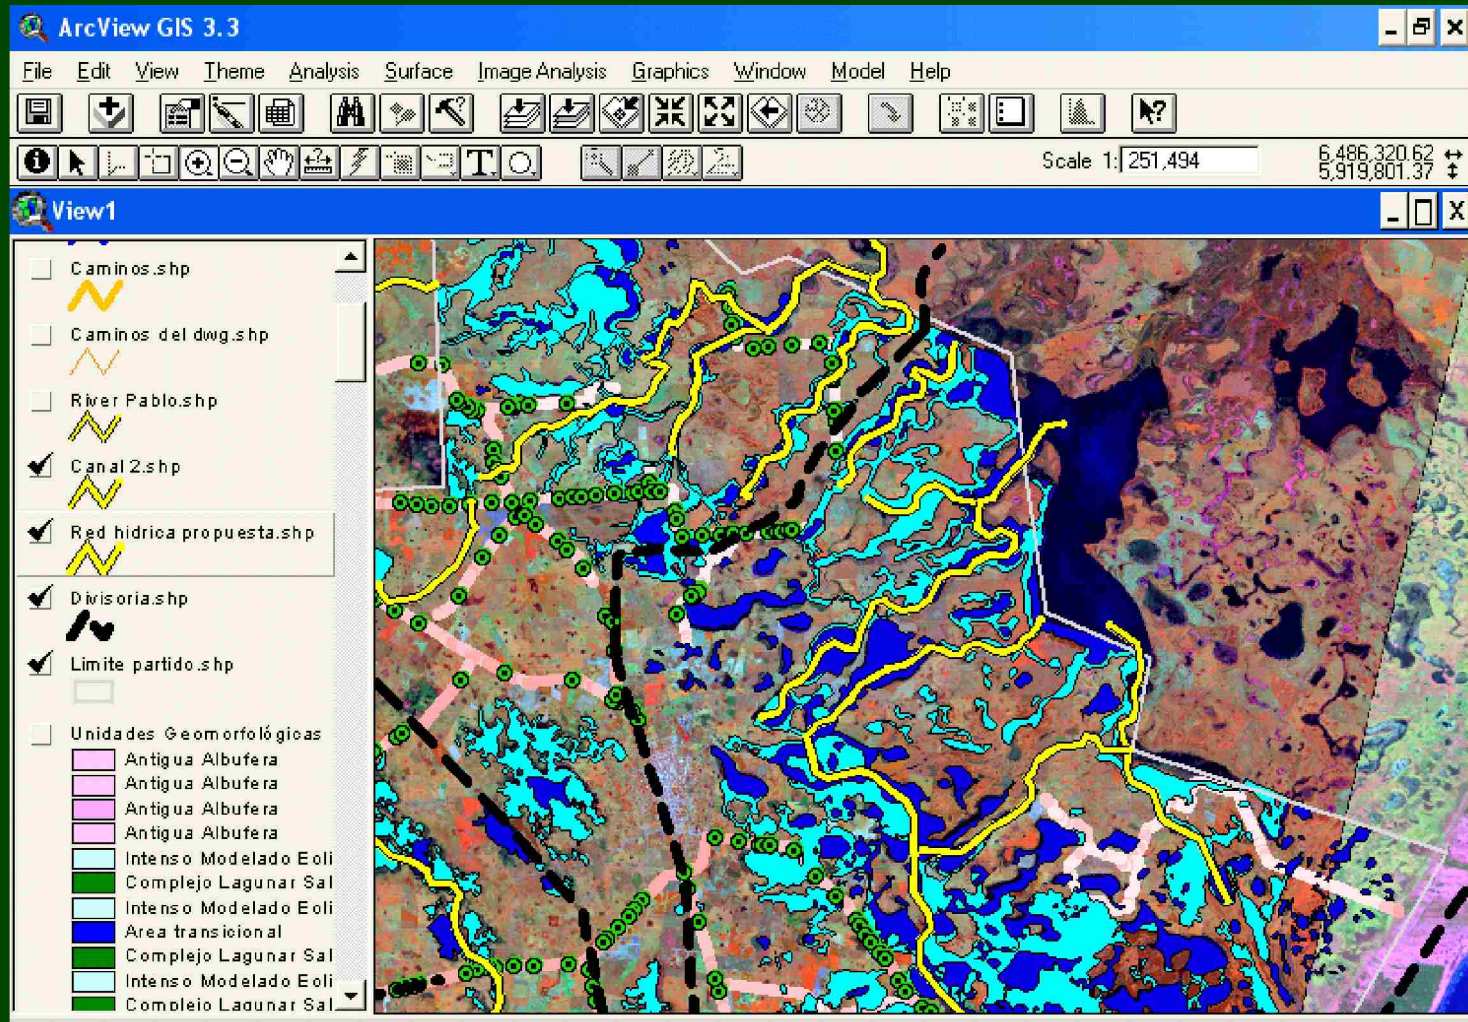 ArcView GIS 3.3
File Edit View Theme Analysis Surface Image Analysis Graphics Window Model Help
Scale 1: 251,494
6,486,320.62
5,919,801.37
View1
Caminos.shp
Caminos del dwg.shp
River Pablo.shp
Canal 2.shp
Red hidrica propuesta.shp
Divisoria.shp
Limite partido.shp
Unidades Geomorfológicas
Antigua Albufera
Antigua Albufera
Antigua Albufera
Antigua Albufera
Intenso Modelado Eoli
Complejo Lagunar Sal
Intenso Modelado Eoli
Area transicional
Complejo Lagunar Sal
Intenso Modelado Eoli
Complejo Lagunar Sal